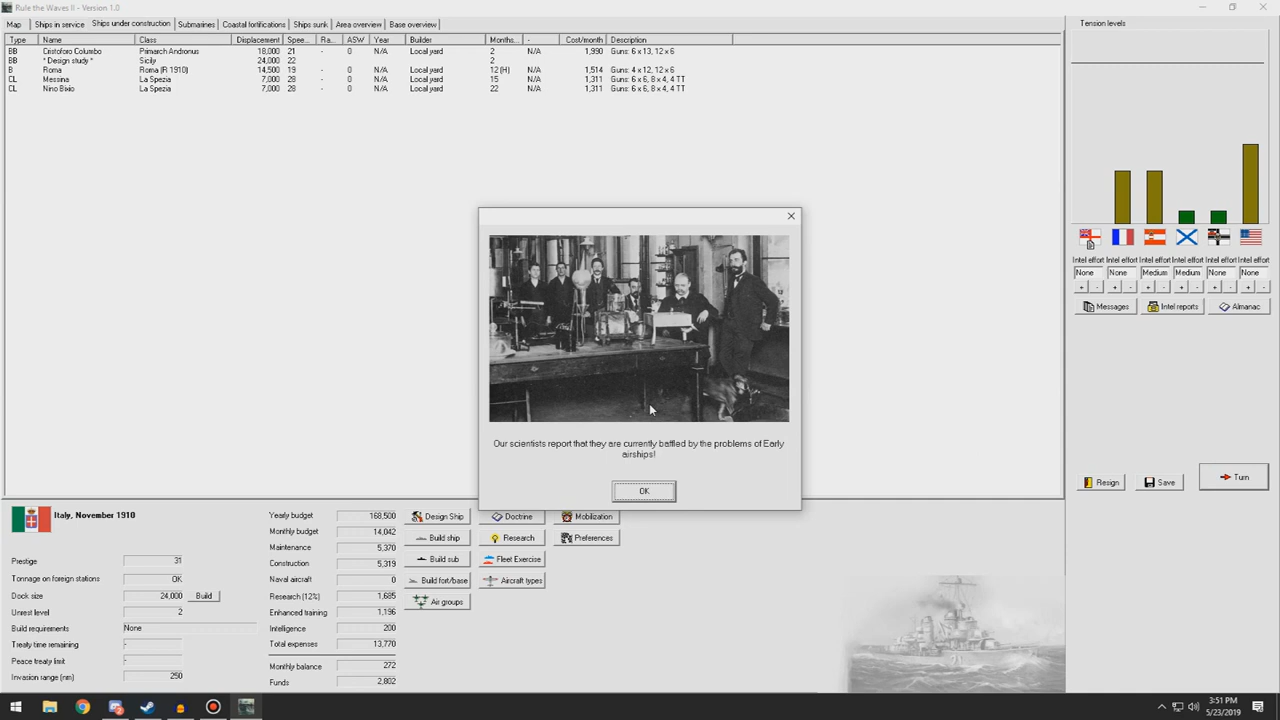 Rule the Waves II - Version 1.0
Map Ships in service Ships under construction Submarines Coastal fortifications Ships sunk Area overview Base overview
Type Name Class Displacement Spee... Ra... ASW Year Builder Months... - Cost/month Description
BB Cristoforo Columbo Primarch Andronus 18,000 21 - 0 N/A Local yard 2 N/A 1,990 Guns: 6 x 13, 12 x 6
BB * Design study * Sicily 24,000 22 2
B Roma Roma (R 1910) 14,500 19 - 0 N/A Local yard 12 (H) N/A 1,514 Guns: 4 x 12, 12 x 6
CL Messina La Spezia 7,000 28 - 0 N/A Local yard 15 N/A 1,311 Guns: 6 x 6, 8 x 4, 4 TT
CL Nino Bixio La Spezia 7,000 28 - 0 N/A Local yard 22 N/A 1,311 Guns: 6 x 6, 8 x 4, 4 TT
Tension levels
Intel effort Intel effort Intel effort Intel effort Intel effort Intel effort
None None Medium Medium None None
+ - + - + - + - + - + -
Messages Intel reports Almanac
Our scientists report that they are currently baffled by the problems of Early
airships!
OK
Resign Save Turn
Italy, November 1910
Prestige 31
Tonnage on foreign stations OK
Dock size 24,000 Build
Unrest level 2
Build requirements None
Treaty time remaining -
Peace treaty limit -
Invasion range (nm) 250
Yearly budget 168,500
Monthly budget 14,042
Maintenance 5,370
Construction 5,319
Naval aircraft 0
Research (12%) 1,685
Enhanced training 1,196
Intelligence 200
Total expenses 13,770
Monthly balance 272
Funds 2,802
Design Ship Doctrine Mobilization
Build ship Research Preferences
Build sub Fleet Exercise
Build fort/base Aircraft types
Air groups
3:51 PM
5/23/2019